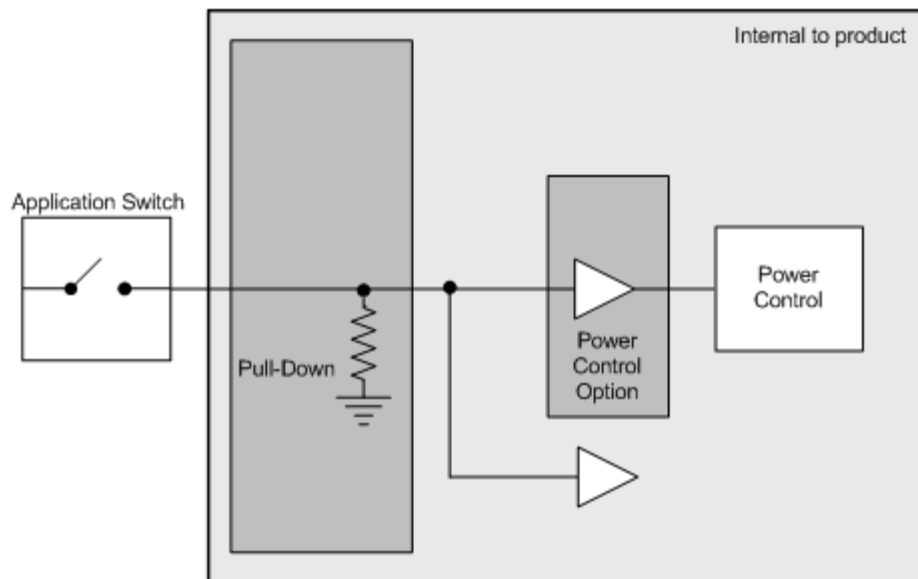 Internal to product
Application Switch
Pull-Down
Power
Control
Option
Power
Control